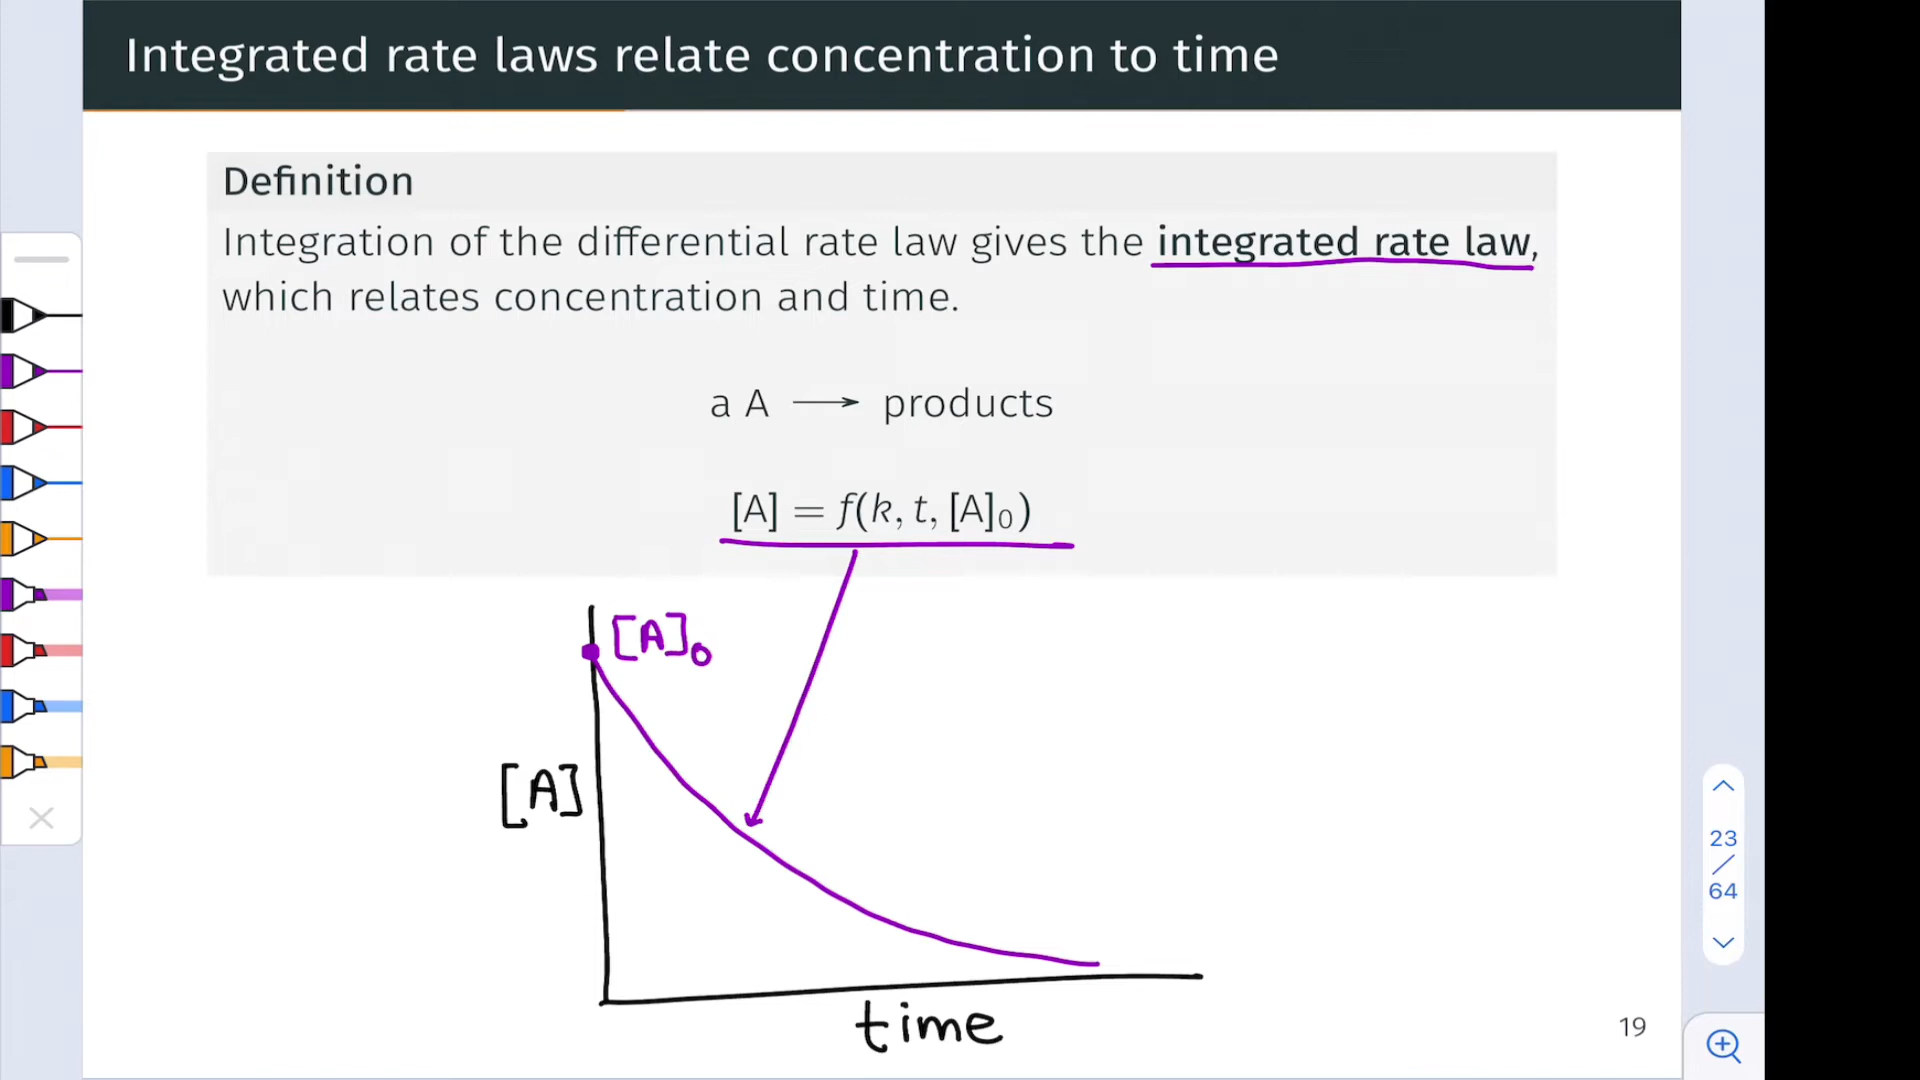 Integrated rate laws relate concentration to time
Definition
Integration of the differential rate law gives the integrated rate law,
which relates concentration and time.
a A ⟶ products
[A] = f(k, t, [A]₀)
[A]₀
[A]
time
19
23
/
64